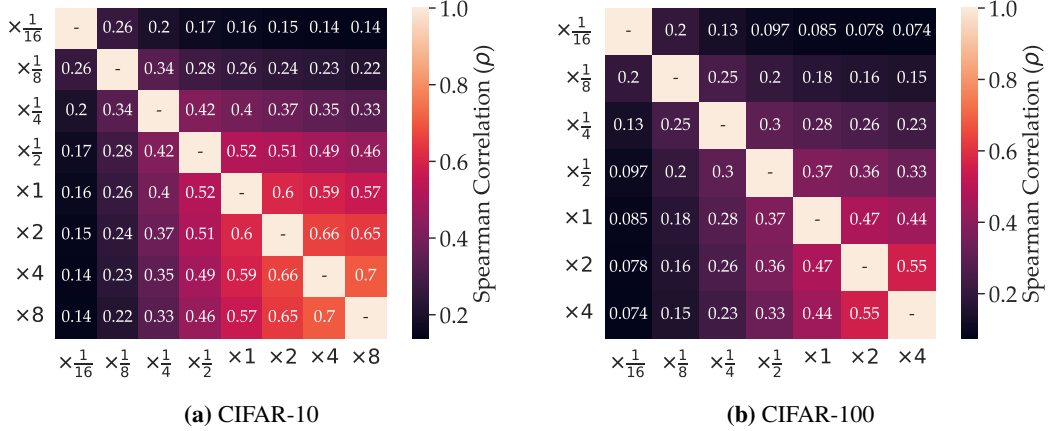 ×1/16 - 0.26 0.2 0.17 0.16 0.15 0.14 0.14
×1/8 0.26 - 0.34 0.28 0.26 0.24 0.23 0.22
×1/4 0.2 0.34 - 0.42 0.4 0.37 0.35 0.33
×1/2 0.17 0.28 0.42 - 0.52 0.51 0.49 0.46
×1 0.16 0.26 0.4 0.52 - 0.6 0.59 0.57
×2 0.15 0.24 0.37 0.51 0.6 - 0.66 0.65
×4 0.14 0.23 0.35 0.49 0.59 0.66 - 0.7
×8 0.14 0.22 0.33 0.46 0.57 0.65 0.7 -
×1/16 ×1/8 ×1/4 ×1/2 ×1 ×2 ×4 ×8
1.0
0.8
0.6
0.4
0.2
Spearman Correlation (ρ)
(a) CIFAR-10
×1/16 - 0.2 0.13 0.097 0.085 0.078 0.074
×1/8 0.2 - 0.25 0.2 0.18 0.16 0.15
×1/4 0.13 0.25 - 0.3 0.28 0.26 0.23
×1/2 0.097 0.2 0.3 - 0.37 0.36 0.33
×1 0.085 0.18 0.28 0.37 - 0.47 0.44
×2 0.078 0.16 0.26 0.36 0.47 - 0.55
×4 0.074 0.15 0.23 0.33 0.44 0.55 -
×1/16 ×1/8 ×1/4 ×1/2 ×1 ×2 ×4
1.0
0.8
0.6
0.4
0.2
Spearman Correlation (ρ)
(b) CIFAR-100